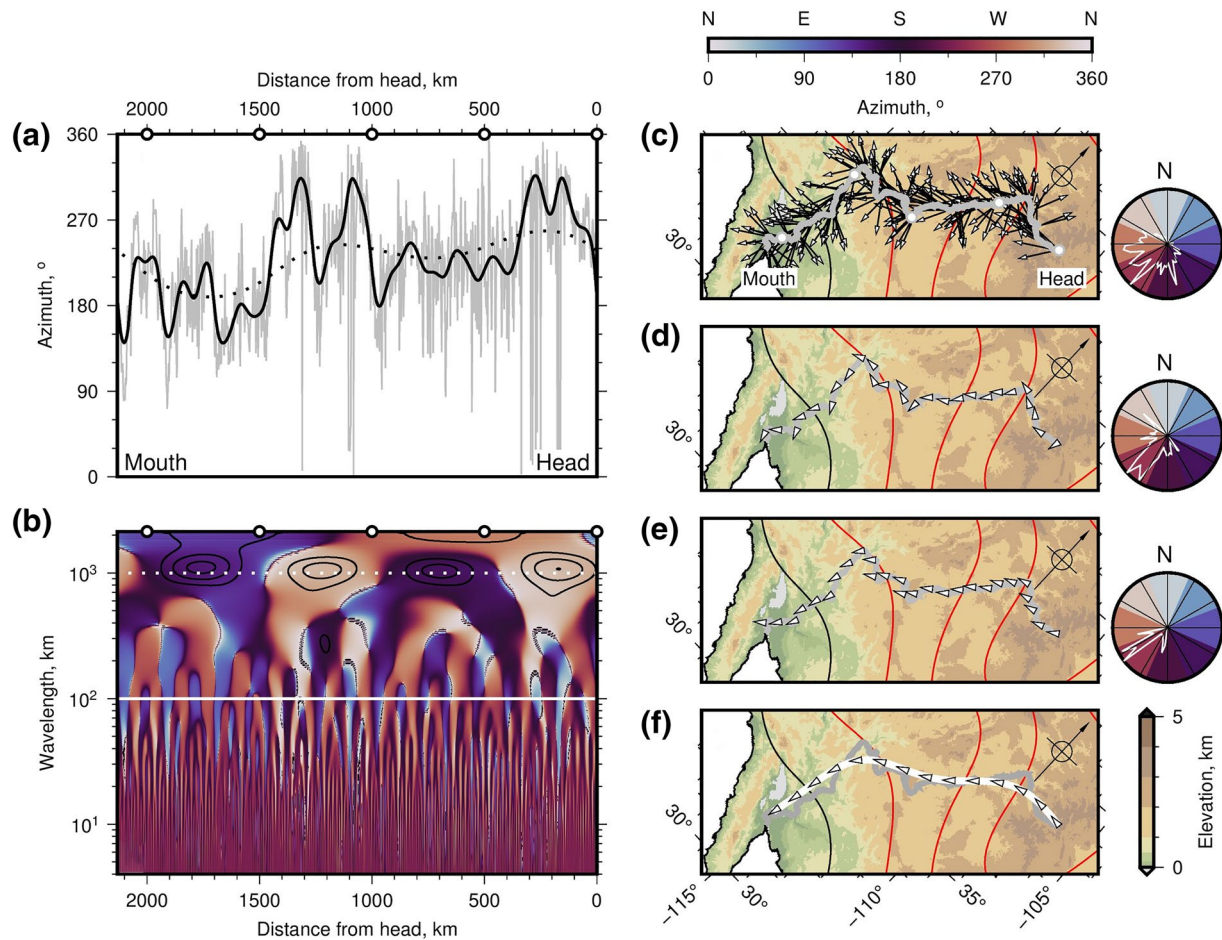 N E S W N
0 90 180 270 360
Azimuth, °
Distance from head, km
2000 1500 1000 500 0
(a)
360
270
180
90
0
Azimuth, °
Mouth Head
(b)
10³
10²
10¹
Wavelength, km
2000 1500 1000 500 0
Distance from head, km
(c)
30°
Mouth Head
N
(d)
30°
N
(e)
30°
N
(f)
30°
−115° 30° −110° 35° −105°
5
0
Elevation, km